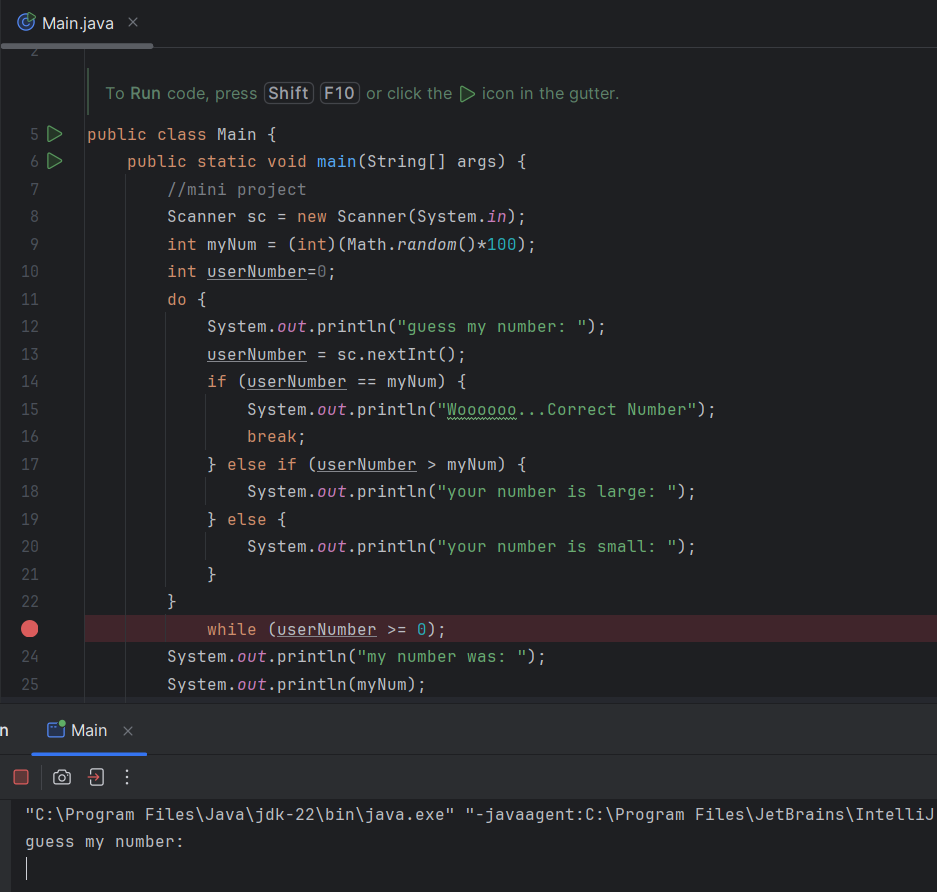 Main.java
2
To Run code, press Shift F10 or click the icon in the gutter.
5 public class Main {
6 public static void main(String[] args) {
7 //mini project
8 Scanner sc = new Scanner(System.in);
9 int myNum = (int)(Math.random()*100);
10 int userNumber=0;
11 do {
12 System.out.println("guess my number: ");
13 userNumber = sc.nextInt();
14 if (userNumber == myNum) {
15 System.out.println("Woooooo...Correct Number");
16 break;
17 } else if (userNumber > myNum) {
18 System.out.println("your number is large: ");
19 } else {
20 System.out.println("your number is small: ");
21 }
22 }
while (userNumber >= 0);
24 System.out.println("my number was: ");
25 System.out.println(myNum);
n Main
"C:\Program Files\Java\jdk-22\bin\java.exe" "-javaagent:C:\Program Files\JetBrains\IntelliJ
guess my number: